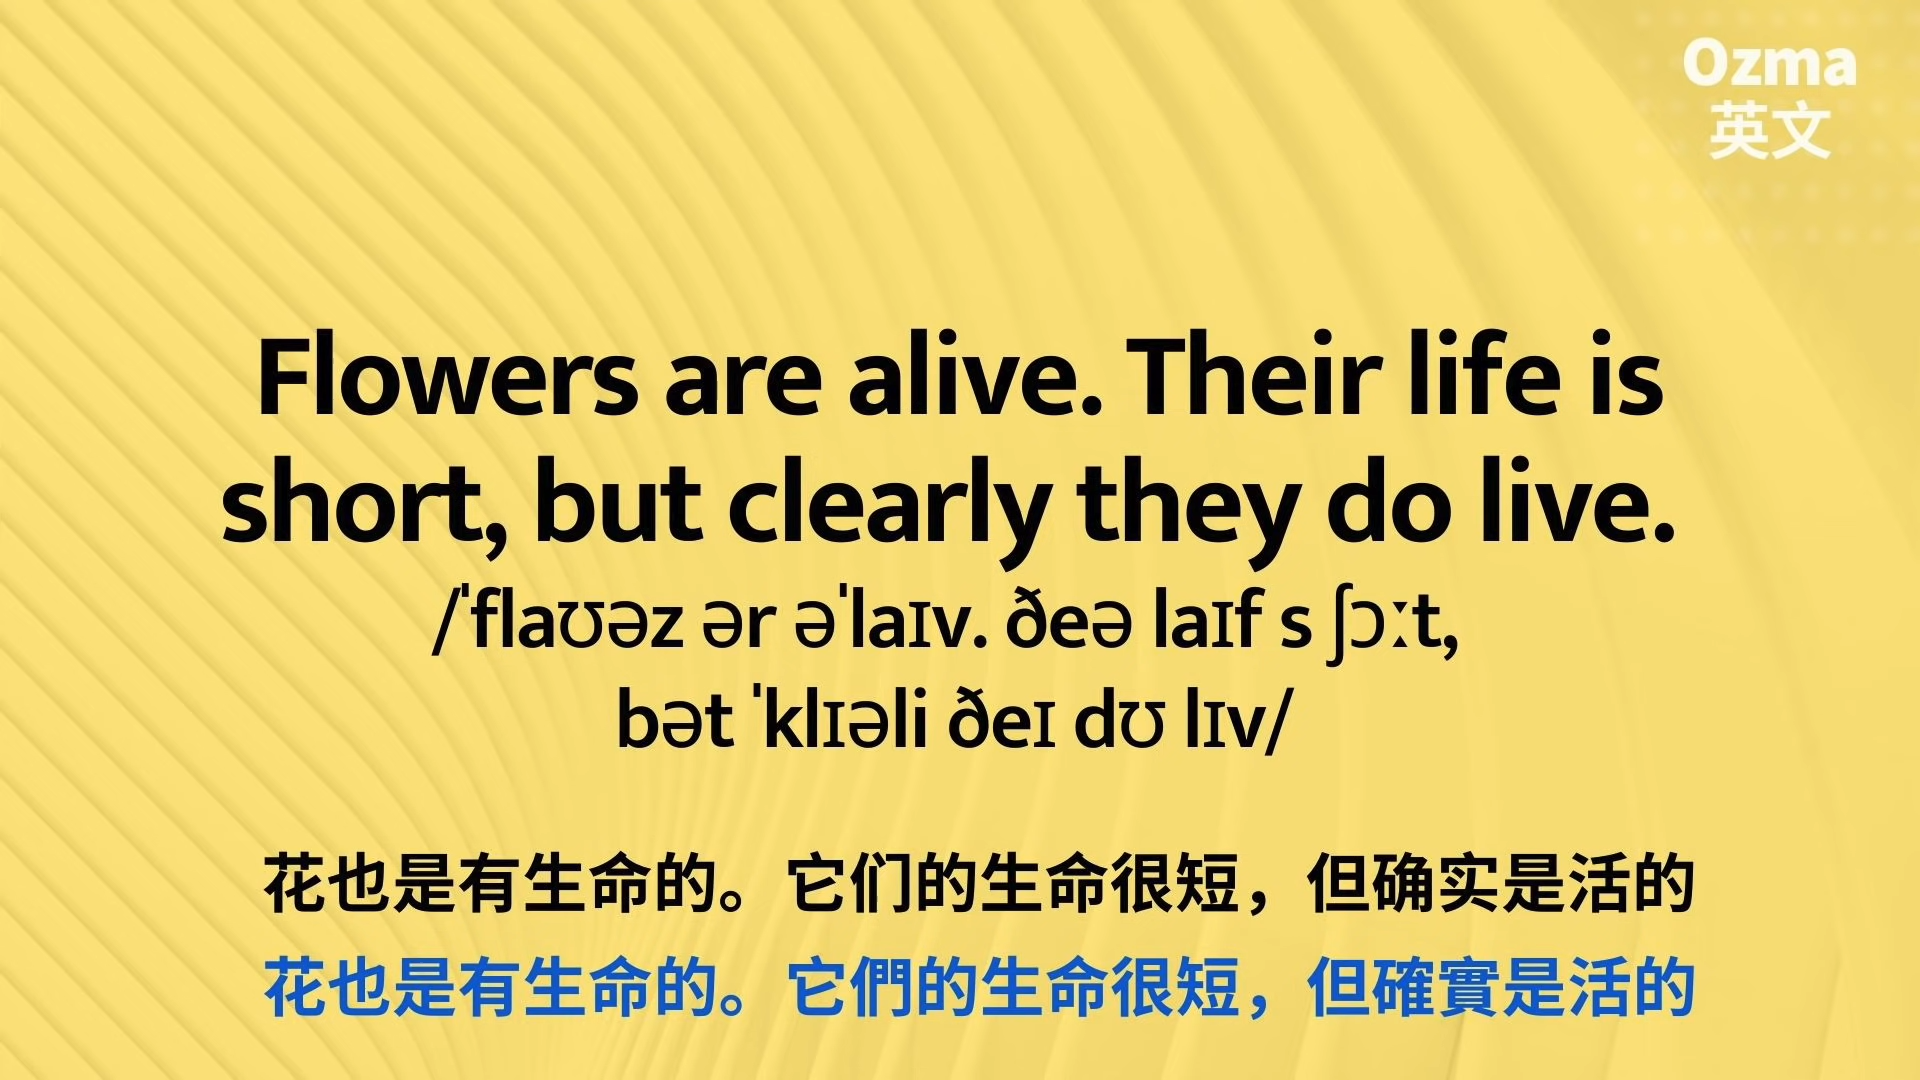 Ozma
英文
Flowers are alive. Their life is
short, but clearly they do live.
/ˈflaʊəz ər əˈlaɪv. ðeə laɪf s ʃɔːt,
bət ˈklɪəli ðeɪ dʊ lɪv/
花也是有生命的。它们的生命很短，但确实是活的
花也是有生命的。它們的生命很短，但確實是活的